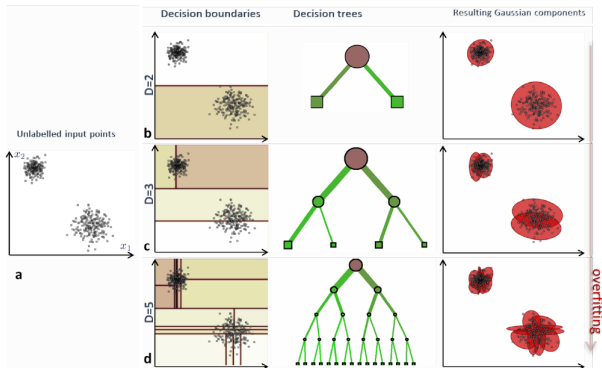 Decision boundaries
Decision trees
Resulting Gaussian components
D=2
b
Unlabelled input points
x2
x1
a
D=3
c
D=5
d
overfitting